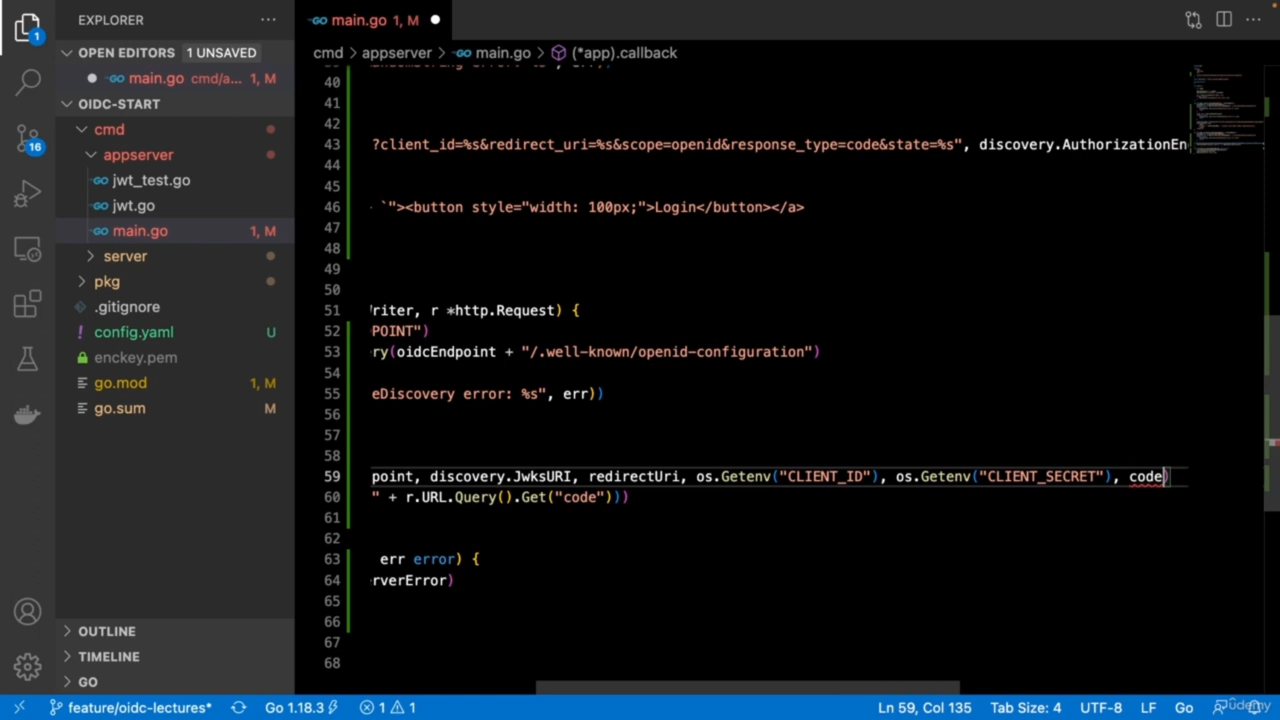 EXPLORER
main.go 1, M
OPEN EDITORS 1 UNSAVED
main.go cmd/a... 1, M
OIDC-START
cmd
appserver
jwt_test.go
jwt.go
main.go 1, M
server
pkg
.gitignore
config.yaml U
enckey.pem
go.mod 1, M
go.sum M
OUTLINE
TIMELINE
GO
1
16
cmd > appserver > main.go > (*app).callback
40
41
42
43 ?client_id=%s&redirect_uri=%s&scope=openid&response_type=code&state=%s", discovery.AuthorizationEn
44
45
46 `"><button style="width: 100px;">Login</button></a>
47
48
49
50
51 riter, r *http.Request) {
52 POINT")
53 ry(oidcEndpoint + "/.well-known/openid-configuration")
54
55 eDiscovery error: %s", err))
56
57
58
59 point, discovery.JwksURI, redirectUri, os.Getenv("CLIENT_ID"), os.Getenv("CLIENT_SECRET"), code)
60 " + r.URL.Query().Get("code")))
61
62
63 err error) {
64 rverError)
65
66
67
68
feature/oidc-lectures* Go 1.18.3 1 1 Ln 59, Col 135 Tab Size: 4 UTF-8 LF Go
Udemy